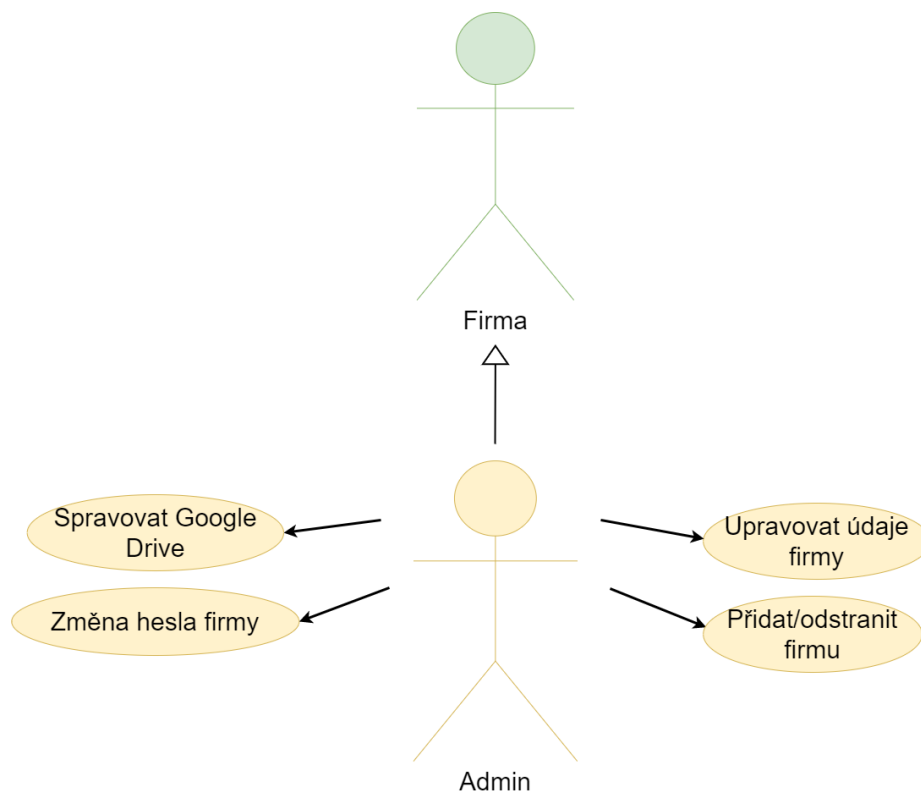 Firma
Spravovat Google
Drive
Změna hesla firmy
Upravovat údaje
firmy
Přidat/odstranit
firmu
Admin